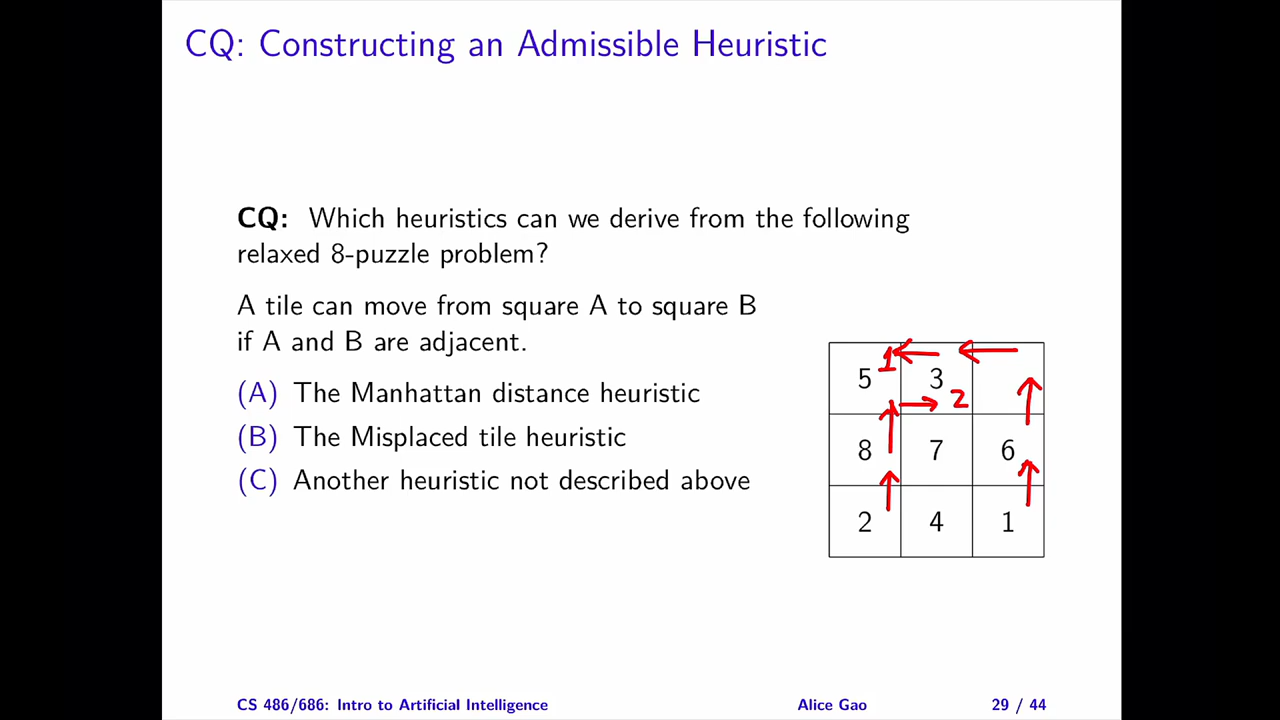 CQ: Constructing an Admissible Heuristic
CQ: Which heuristics can we derive from the following
relaxed 8-puzzle problem?
A tile can move from square A to square B
if A and B are adjacent.
(A) The Manhattan distance heuristic
(B) The Misplaced tile heuristic
(C) Another heuristic not described above
5 1 3
2
8 7 6
2 4 1
CS 486/686: Intro to Artificial Intelligence Alice Gao 29 / 44